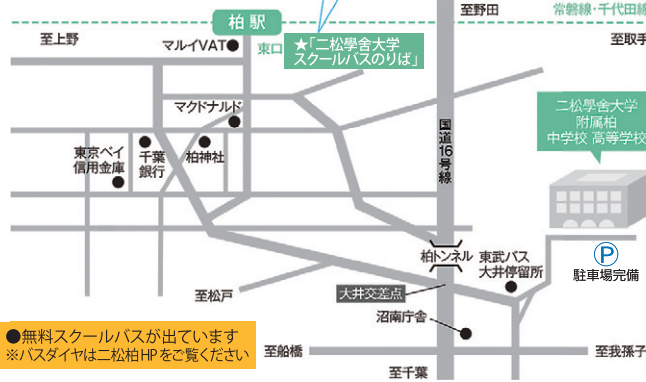 至野田
常磐線・千代田線
柏駅
至上野
マルイVAT
東口
★「二松學舍大学
スクールバスのりば」
至取手
マクドナルド
国道16号線
二松學舍大学
附属柏
中学校 高等学校
東京ベイ
信用金庫
千葉
銀行
柏神社
柏トンネル
東武バス
大井停留所
P
駐車場完備
至松戸
大井交差点
沼南庁舎
●無料スクールバスが出ています
※バスダイヤは二松柏HPをご覧ください
至船橋
至我孫子
至千葉